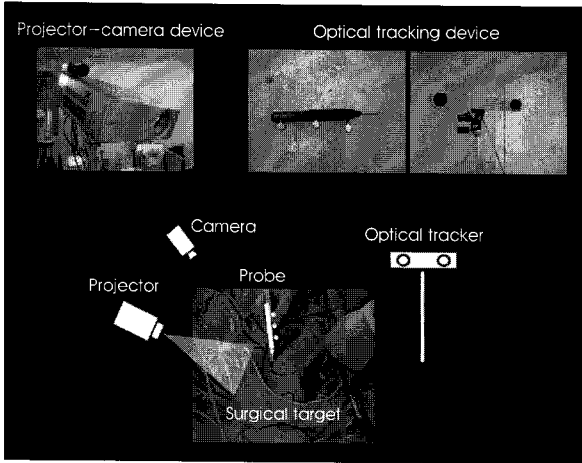 Projector-camera device
Optical tracking device
Camera
Optical tracker
Projector
Probe
Surgical target